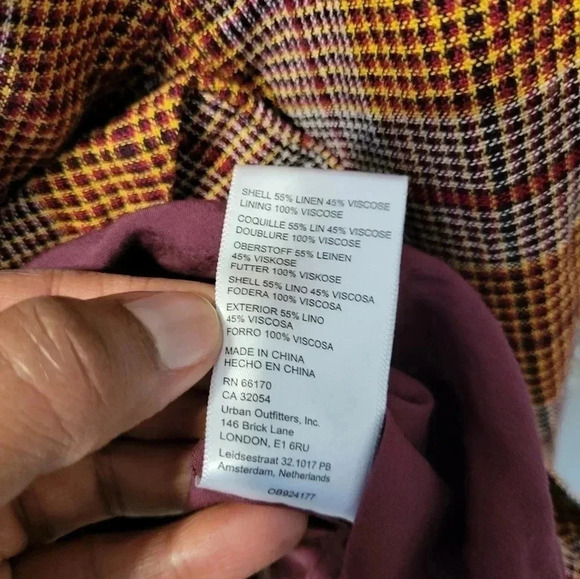 SHELL 55% LINEN 45% VISCOSE
LINING 100% VISCOSE
COQUILLE 55% LIN 45% VISCOSE
DOUBLURE 100% VISCOSE
OBERSTOFF 55% LEINEN
45% VISKOSE
FUTTER 100% VISKOSE
SHELL 55% LINO 45% VISCOSA
FODERA 100% VISCOSA
EXTERIOR 55% LINO
45% VISCOSA
FORRO 100% VISCOSA
MADE IN CHINA
HECHO EN CHINA
RN 66170
CA 32054
Urban Outfitters, Inc.
146 Brick Lane
LONDON, E1 6RU
Leidsestraat 32, 1017 PB
Amsterdam, Netherlands
OB924177